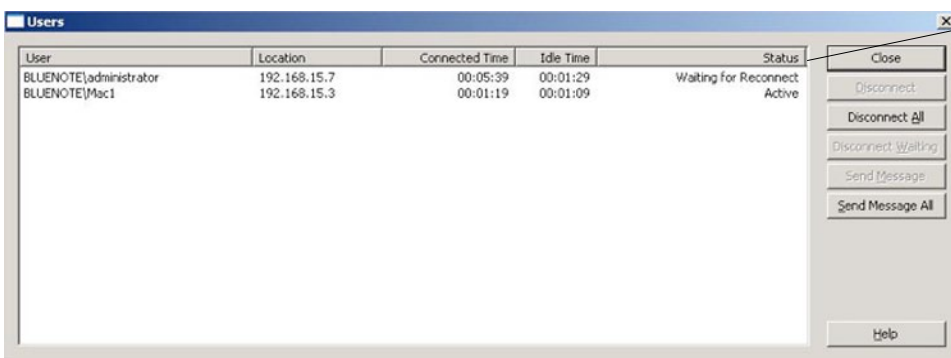 Users
User Location Connected Time Idle Time Status
BLUENOTE\administrator 192.168.15.7 00:05:39 00:01:29 Waiting for Reconnect
BLUENOTE\Mac1 192.168.15.3 00:01:19 00:01:09 Active
Close
Disconnect
Disconnect All
Disconnect Waiting
Send Message
Send Message All
Help